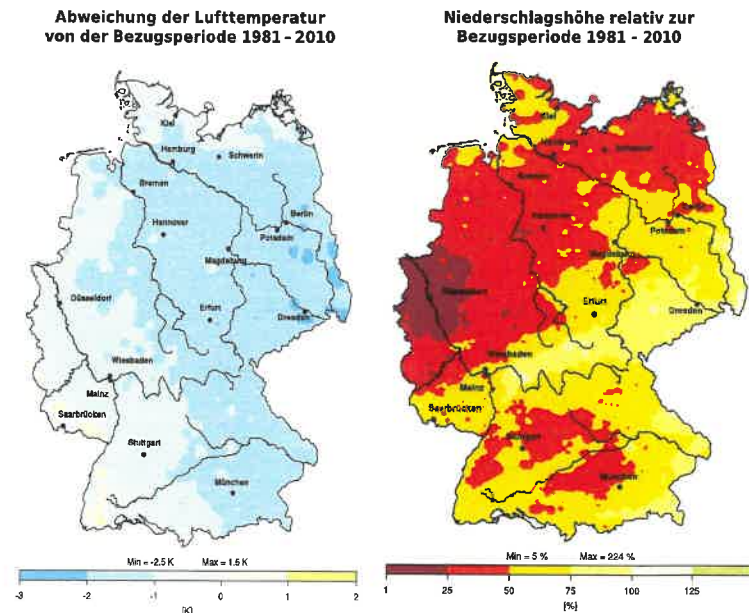 Abweichung der Lufttemperatur
von der Bezugsperiode 1981 - 2010
Kiel
Hamburg
Schwerin
Bremen
Berlin
Hannover
Potsdam
Magdeburg
Düsseldorf
Erfurt
Dresden
Wiesbaden
Mainz
Saarbrücken
Stuttgart
München
Min = -2.5 K Max = 1.6 K
-3 -2 -1 0 1 2
[K]
Niederschlagshöhe relativ zur
Bezugsperiode 1981 - 2010
Kiel
Hamburg
Schwerin
Bremen
Berlin
Hannover
Potsdam
Magdeburg
Düsseldorf
Erfurt
Dresden
Wiesbaden
Mainz
Saarbrücken
Stuttgart
München
Min = 5 % Max = 224 %
1 25 50 75 100 125
[%]